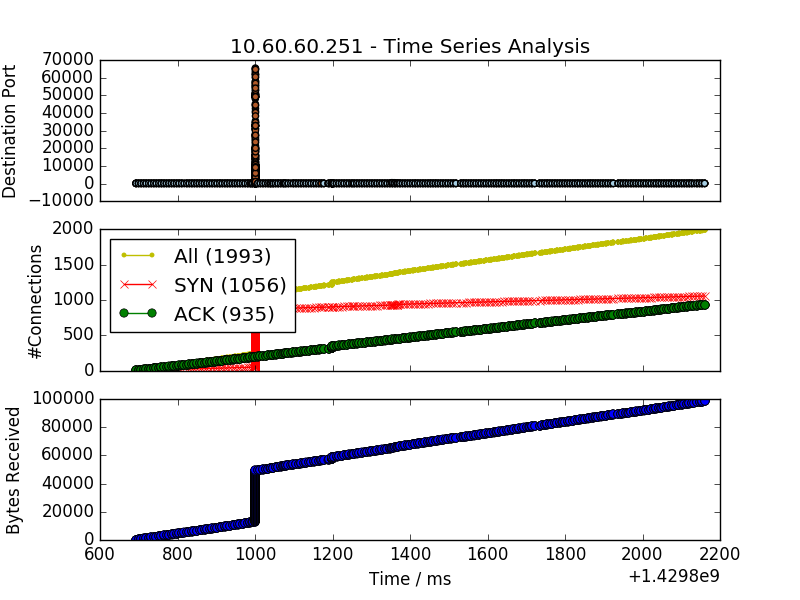 10.60.60.251 - Time Series Analysis
70000
60000
50000
40000
30000
20000
10000
0
−10000
Destination Port
2000
1500
1000
500
0
#Connections
All (1993)
SYN (1056)
ACK (935)
100000
80000
60000
40000
20000
0
Bytes Received
600 800 1000 1200 1400 1600 1800 2000 2200
Time / ms
+1.4298e9